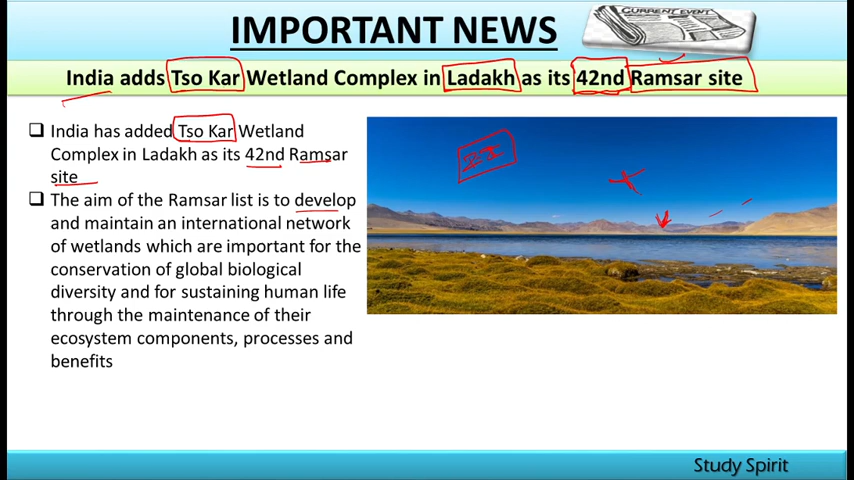 IMPORTANT NEWS
CURRENT EVENT
India adds Tso Kar Wetland Complex in Ladakh as its 42nd Ramsar site
India has added Tso Kar Wetland
Complex in Ladakh as its 42nd Ramsar
site
The aim of the Ramsar list is to develop
and maintain an international network
of wetlands which are important for the
conservation of global biological
diversity and for sustaining human life
through the maintenance of their
ecosystem components, processes and
benefits
Study Spirit